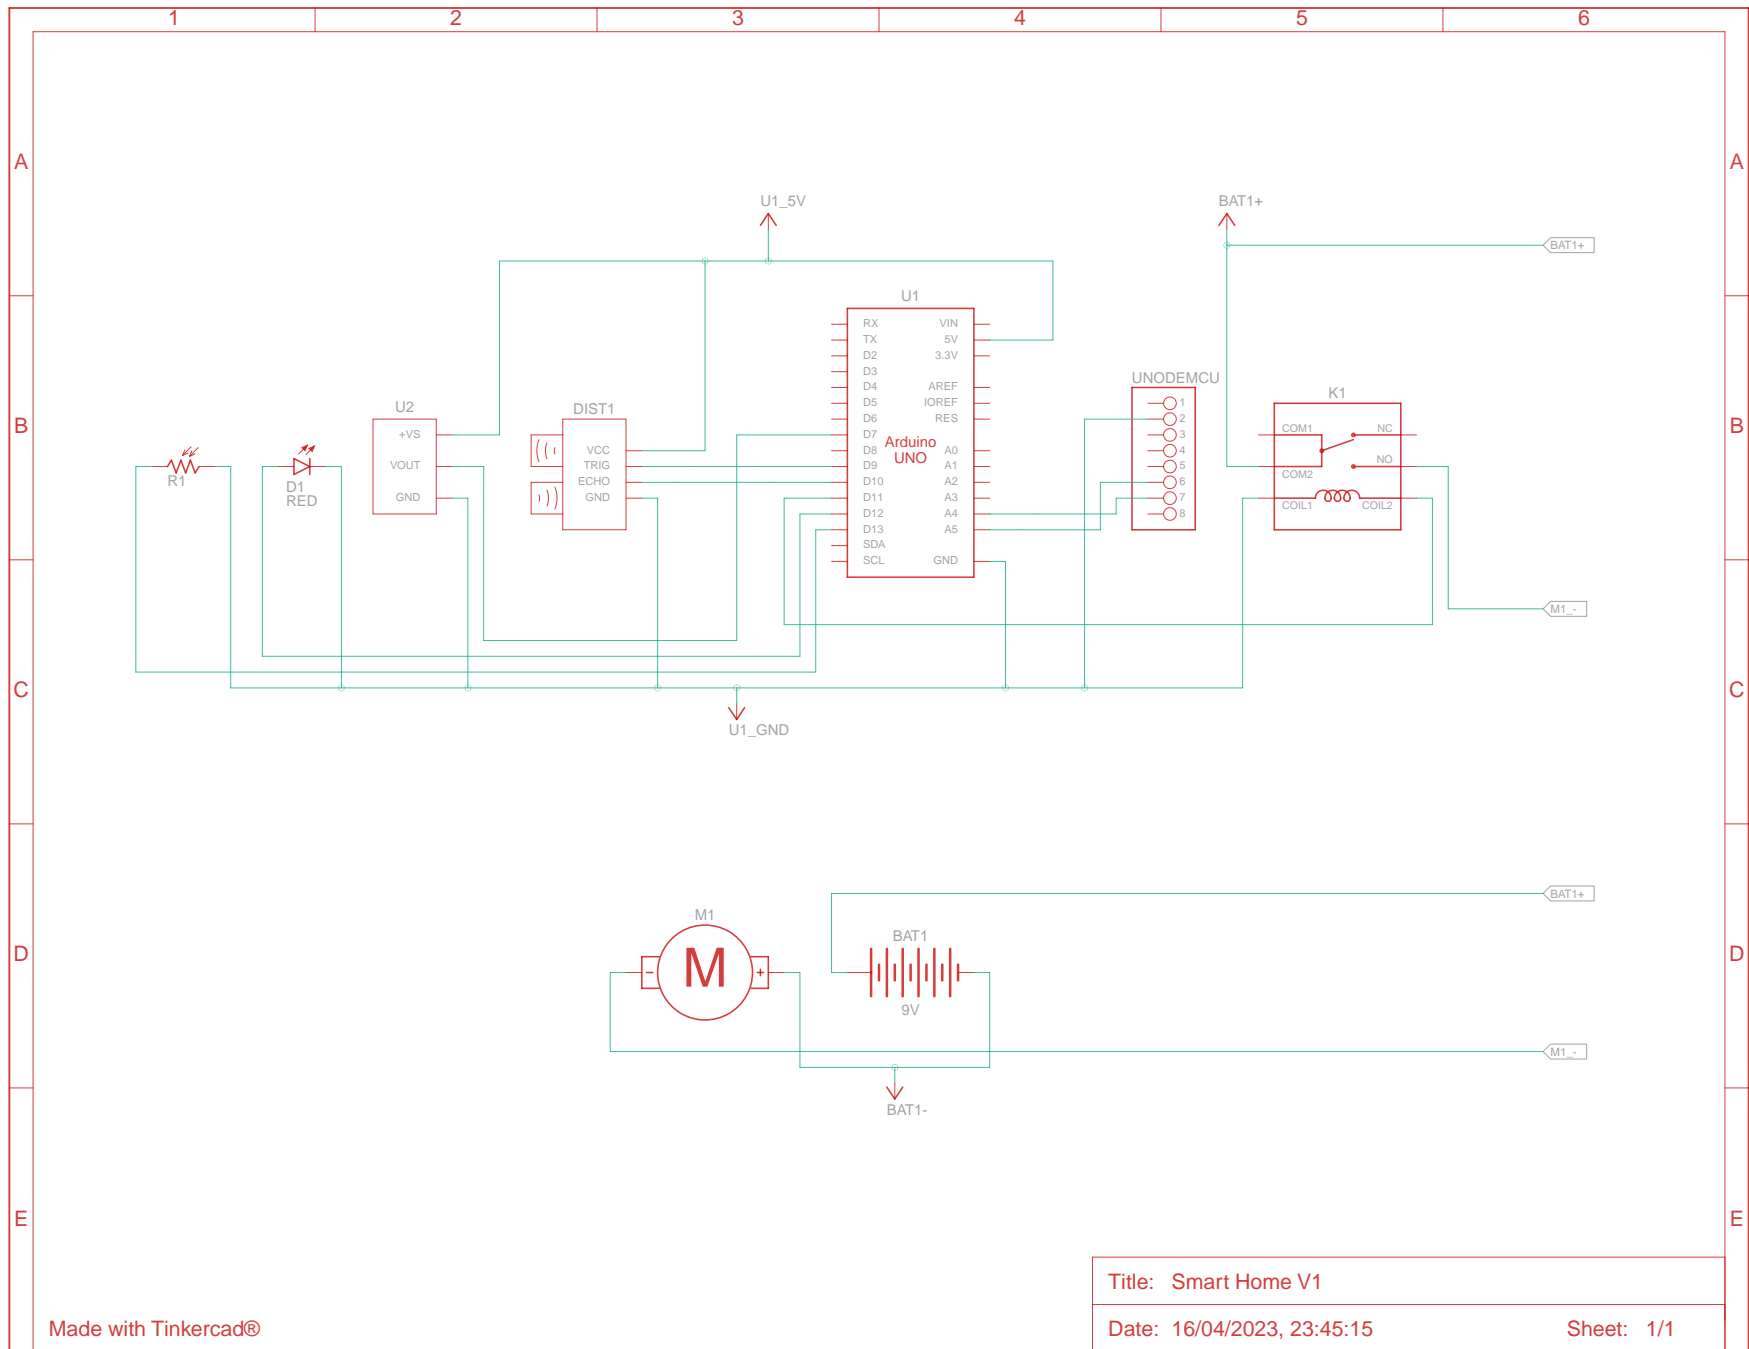 1 2 3 4 5 6
A A
U1_5V BAT1+
BAT1+
U1
RX VIN
TX 5V
D2 3.3V
D3
D4 AREF
D5 IOREF
D6 RES
D7
D8 A0
D9 A1
D10 A2
D11 A3
D12 A4
D13 A5
SDA
SCL GND
Arduino
UNO
B B
UNODEMCU
1
2
3
4
5
6
7
8
K1
COM1 NC
COM2 NO
COIL1 COIL2
U2
+VS
VOUT
GND
DIST1
VCC
TRIG
ECHO
GND
R1
D1
RED
M1_-
C C
U1_GND
BAT1+
M1
M
- +
BAT1
9V
D D
M1_-
BAT1-
E E
Title: Smart Home V1
Made with Tinkercad®
Date: 16/04/2023, 23:45:15 Sheet: 1/1